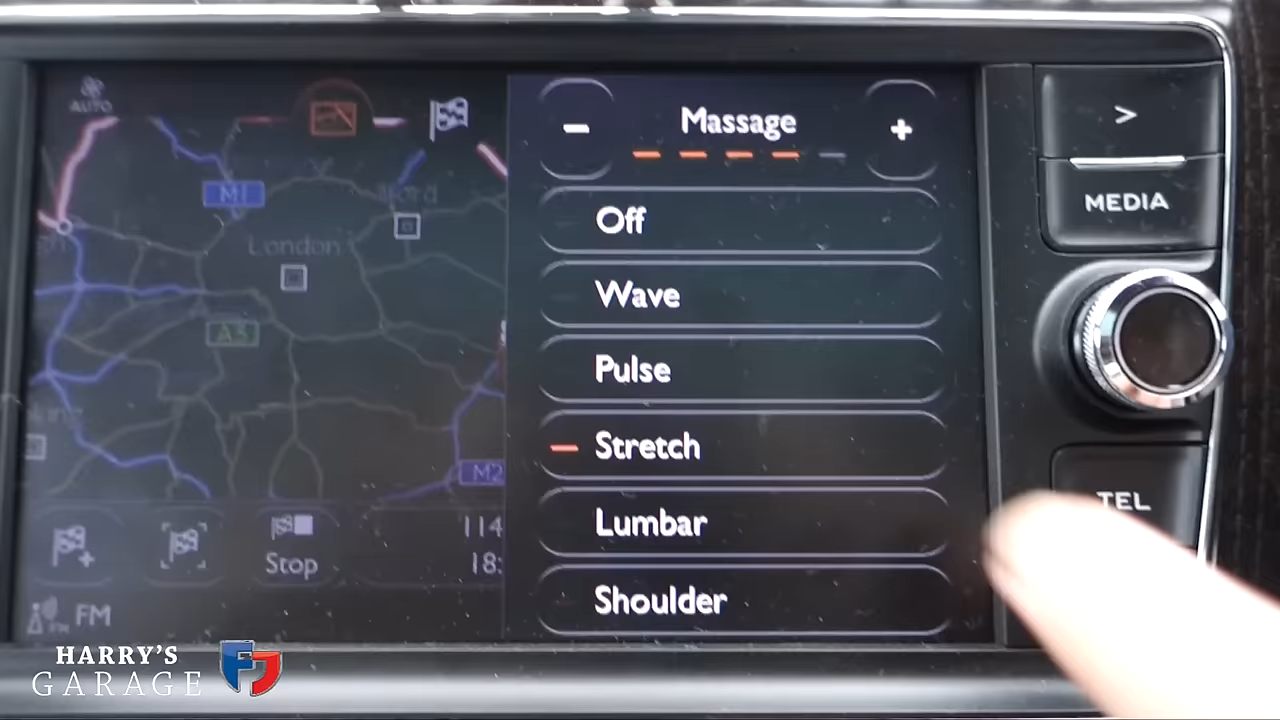 AUTO
M1
London
A3
M2
Stop
114
18:
FM
Massage
Off
Wave
Pulse
Stretch
Lumbar
Shoulder
>
MEDIA
TEL
HARRY'S
GARAGE